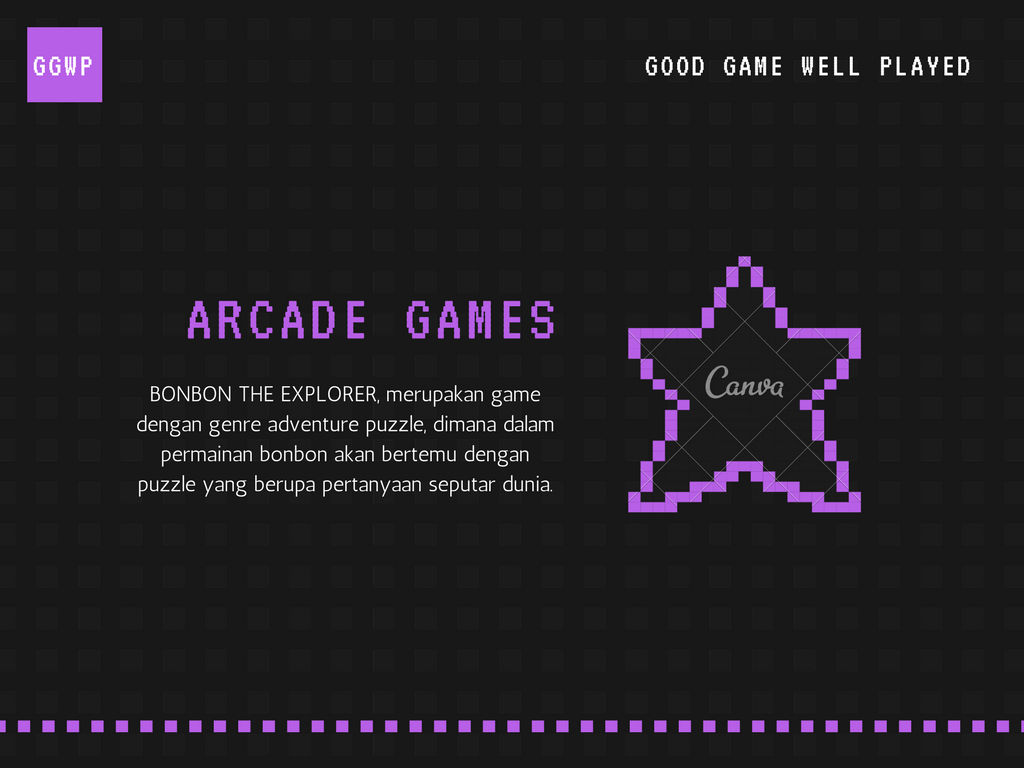 GGWP
GOOD GAME WELL PLAYED
ARCADE GAMES
BONBON THE EXPLORER, merupakan game
dengan genre adventure puzzle, dimana dalam
permainan bonbon akan bertemu dengan
puzzle yang berupa pertanyaan seputar dunia.
Canva